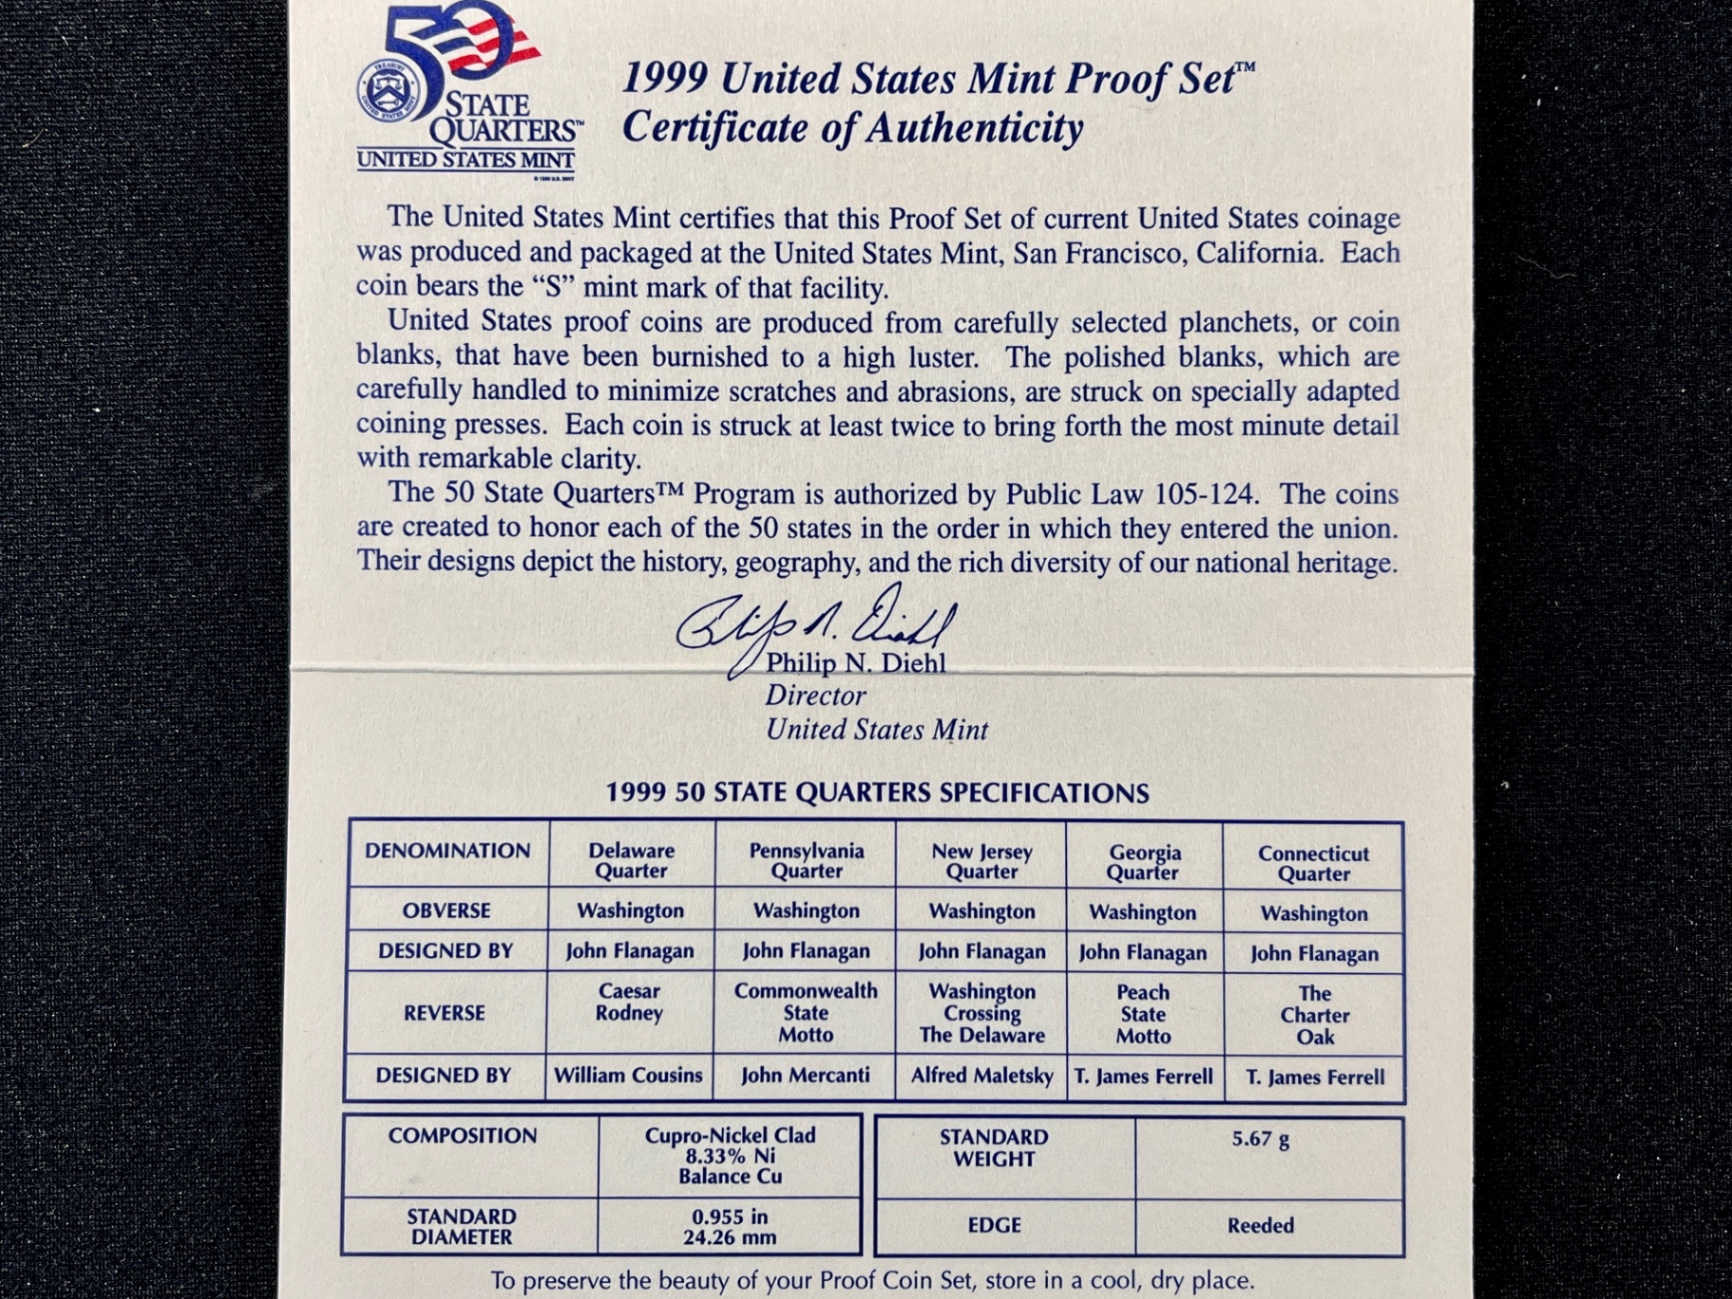 50
STATE
QUARTERS™
UNITED STATES MINT
1999 United States Mint Proof Set™
Certificate of Authenticity
The United States Mint certifies that this Proof Set of current United States coinage
was produced and packaged at the United States Mint, San Francisco, California. Each
coin bears the “S” mint mark of that facility.
United States proof coins are produced from carefully selected planchets, or coin
blanks, that have been burnished to a high luster. The polished blanks, which are
carefully handled to minimize scratches and abrasions, are struck on specially adapted
coining presses. Each coin is struck at least twice to bring forth the most minute detail
with remarkable clarity.
The 50 State Quarters™ Program is authorized by Public Law 105-124. The coins
are created to honor each of the 50 states in the order in which they entered the union.
Their designs depict the history, geography, and the rich diversity of our national heritage.
Philip N. Diehl
Philip N. Diehl
Director
United States Mint
1999 50 STATE QUARTERS SPECIFICATIONS
DENOMINATION Delaware Quarter Pennsylvania Quarter New Jersey Quarter Georgia Quarter Connecticut Quarter
OBVERSE Washington Washington Washington Washington Washington
DESIGNED BY John Flanagan John Flanagan John Flanagan John Flanagan John Flanagan
REVERSE Caesar Rodney Commonwealth State Motto Washington Crossing The Delaware Peach State Motto The Charter Oak
DESIGNED BY William Cousins John Mercanti Alfred Maletsky T. James Ferrell T. James Ferrell
COMPOSITION Cupro-Nickel Clad
8.33% Ni
Balance Cu
STANDARD DIAMETER 0.955 in
24.26 mm
STANDARD WEIGHT 5.67 g
EDGE Reeded
To preserve the beauty of your Proof Coin Set, store in a cool, dry place.